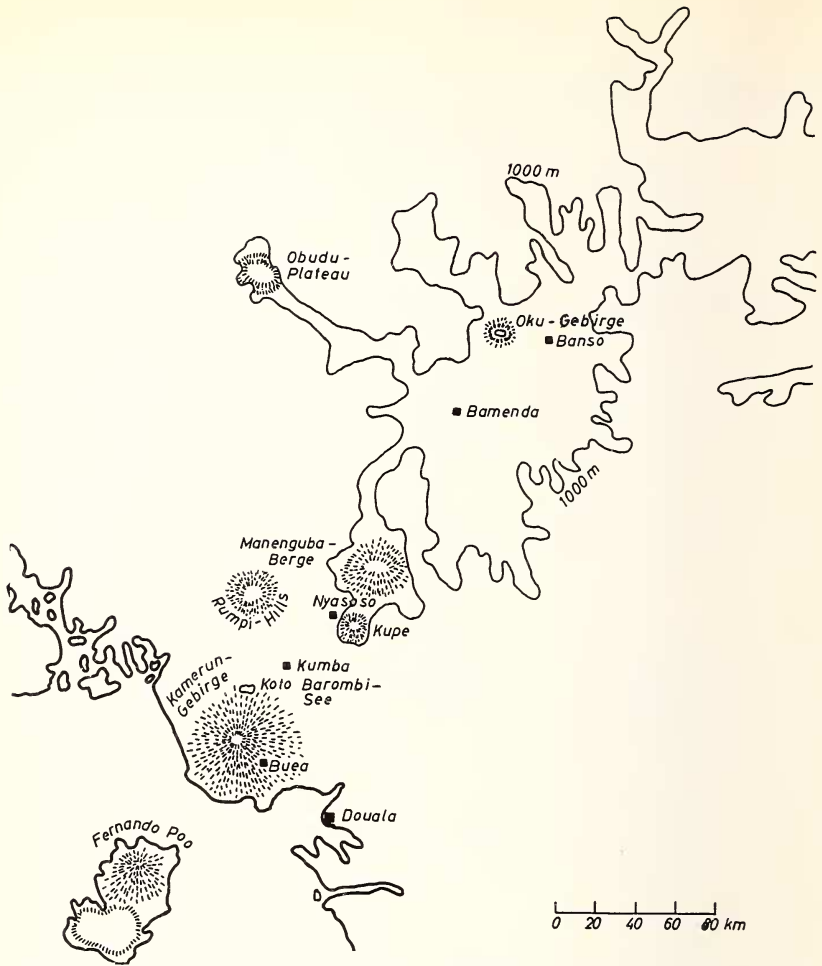 1000 m
Obudu-
Plateau
Oku-Gebirge
Banso
Bamenda
1000 m
Manenguba-
Berge
Rumpi-Hills
Nyasoso
Kupe
Kumba
Kamerun-
Gebirge
Koto Barombi-
See
Buea
Douala
Fernando Poo
0 20 40 60 80 km